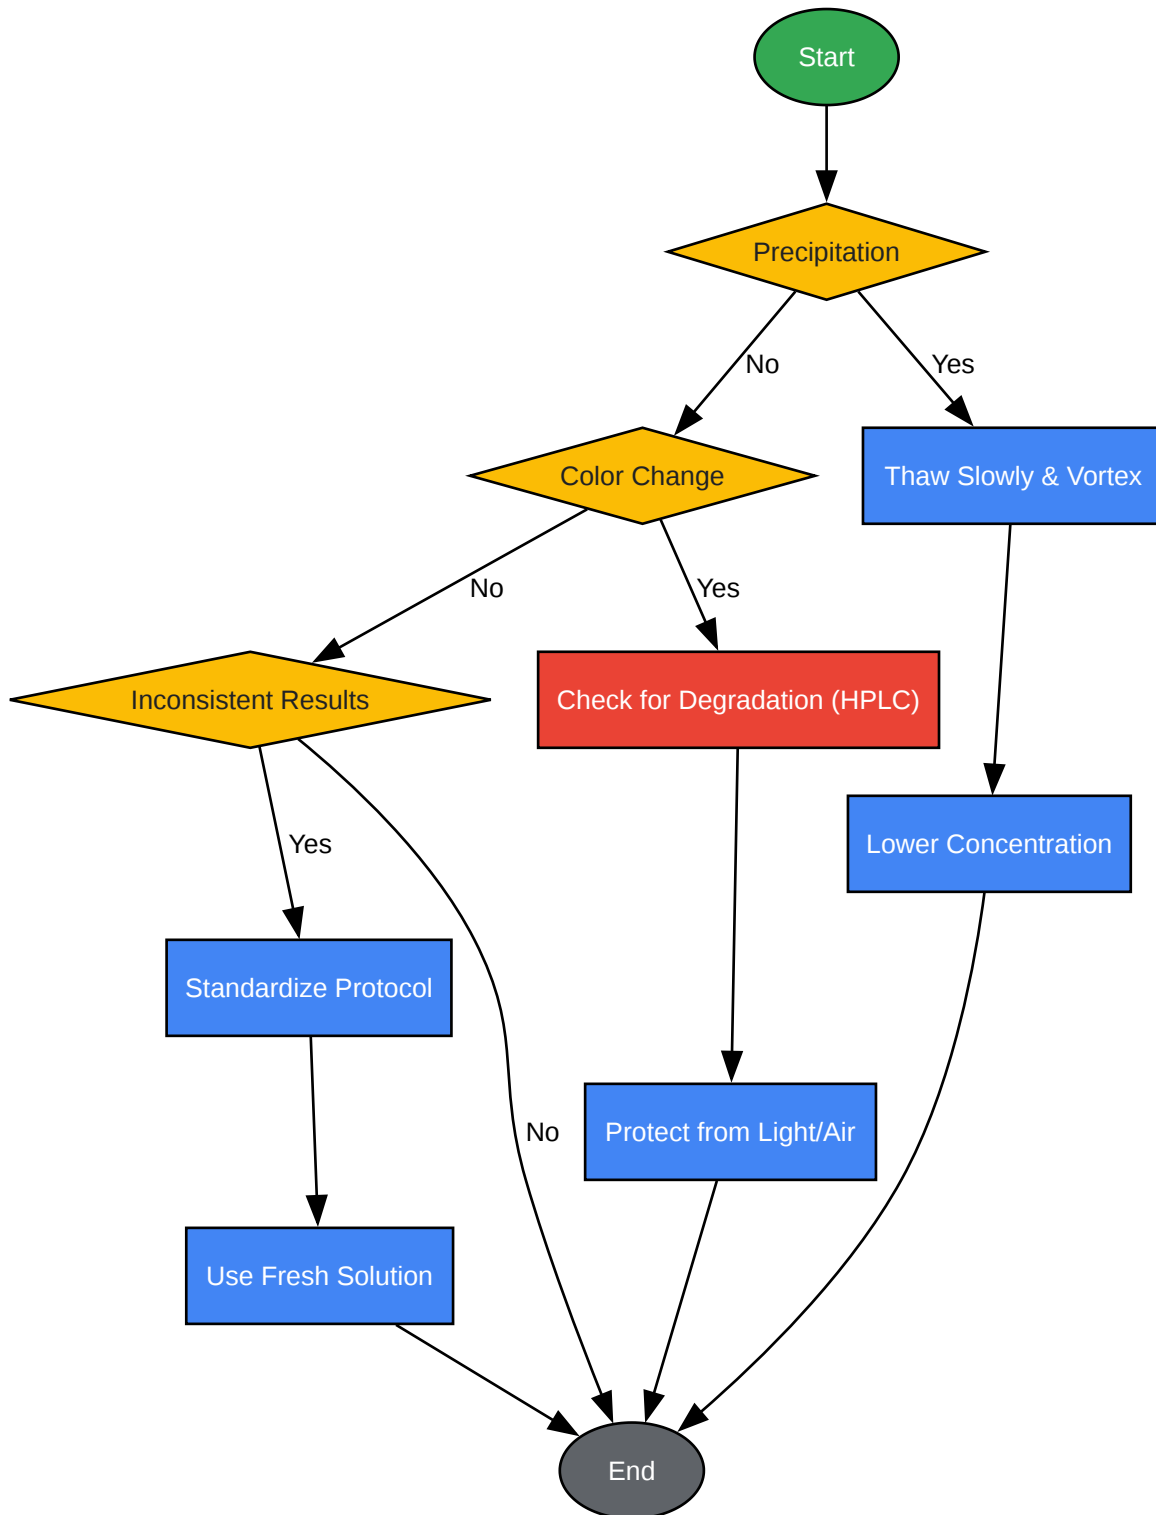 Start
Precipitation
No
Yes
Color Change
Thaw Slowly & Vortex
No
Yes
Inconsistent Results
Check for Degradation (HPLC)
Yes
Lower Concentration
Standardize Protocol
No
Protect from Light/Air
Use Fresh Solution
End